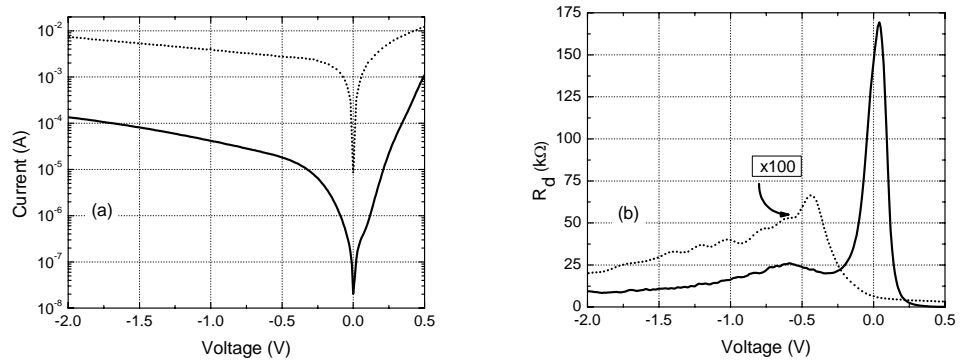 10⁻²
10⁻³
10⁻⁴
10⁻⁵
10⁻⁶
10⁻⁷
10⁻⁸
Current (A)
(a)
-2.0 -1.5 -1.0 -0.5 0.0 0.5
Voltage (V)
175
150
125
100
75
50
25
0
R_d (kΩ)
x100
(b)
-2.0 -1.5 -1.0 -0.5 0.0 0.5
Voltage (V)